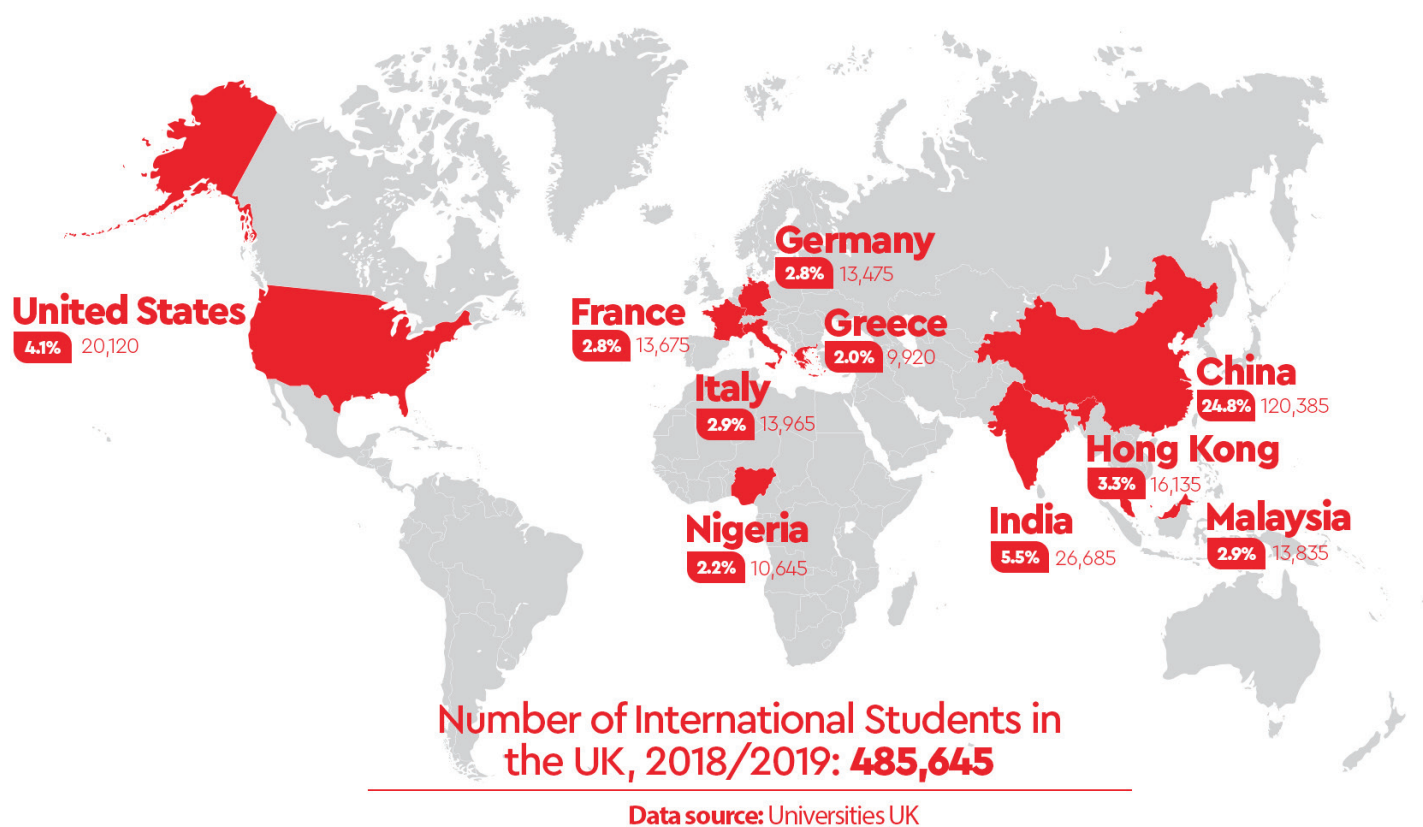 Germany
2.8% 13,475
United States
4.1% 20,120
France
2.8% 13,675
Greece
2.0% 9,920
China
24.8% 120,385
Italy
2.9% 13,965
Hong Kong
3.3% 16,135
Nigeria
2.2% 10,645
India
5.5% 26,685
Malaysia
2.9% 13,835
Number of International Students in
the UK, 2018/2019: 485,645
Data source: Universities UK